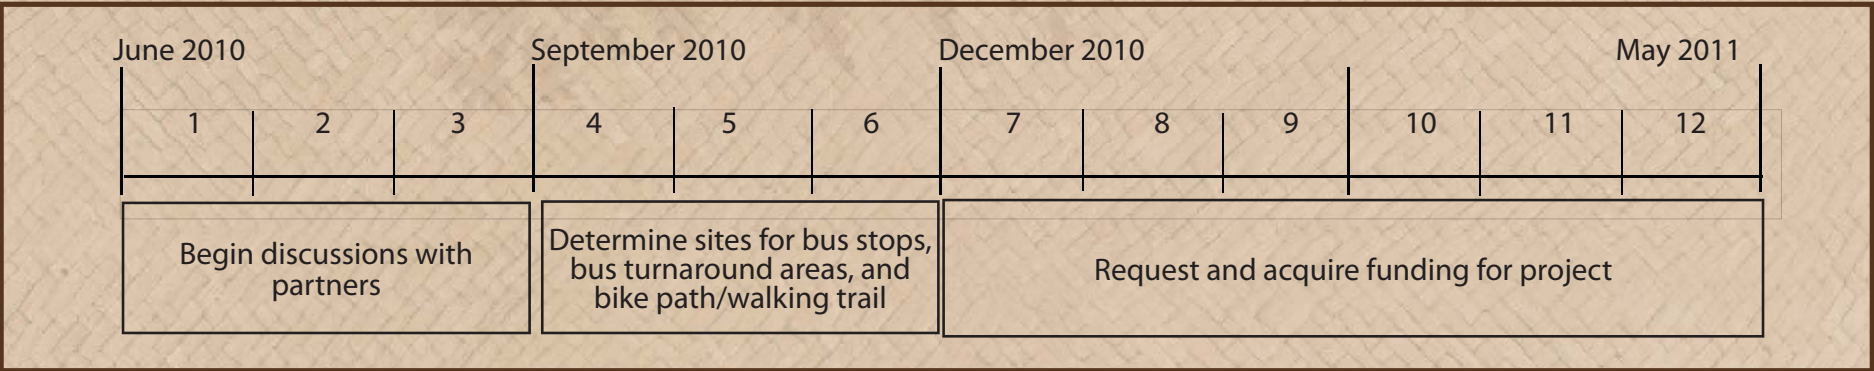 June 2010 September 2010 December 2010 May 2011
1 2 3 4 5 6 7 8 9 10 11 12
Begin discussions with
partners
Determine sites for bus stops,
bus turnaround areas, and
bike path/walking trail
Request and acquire funding for project